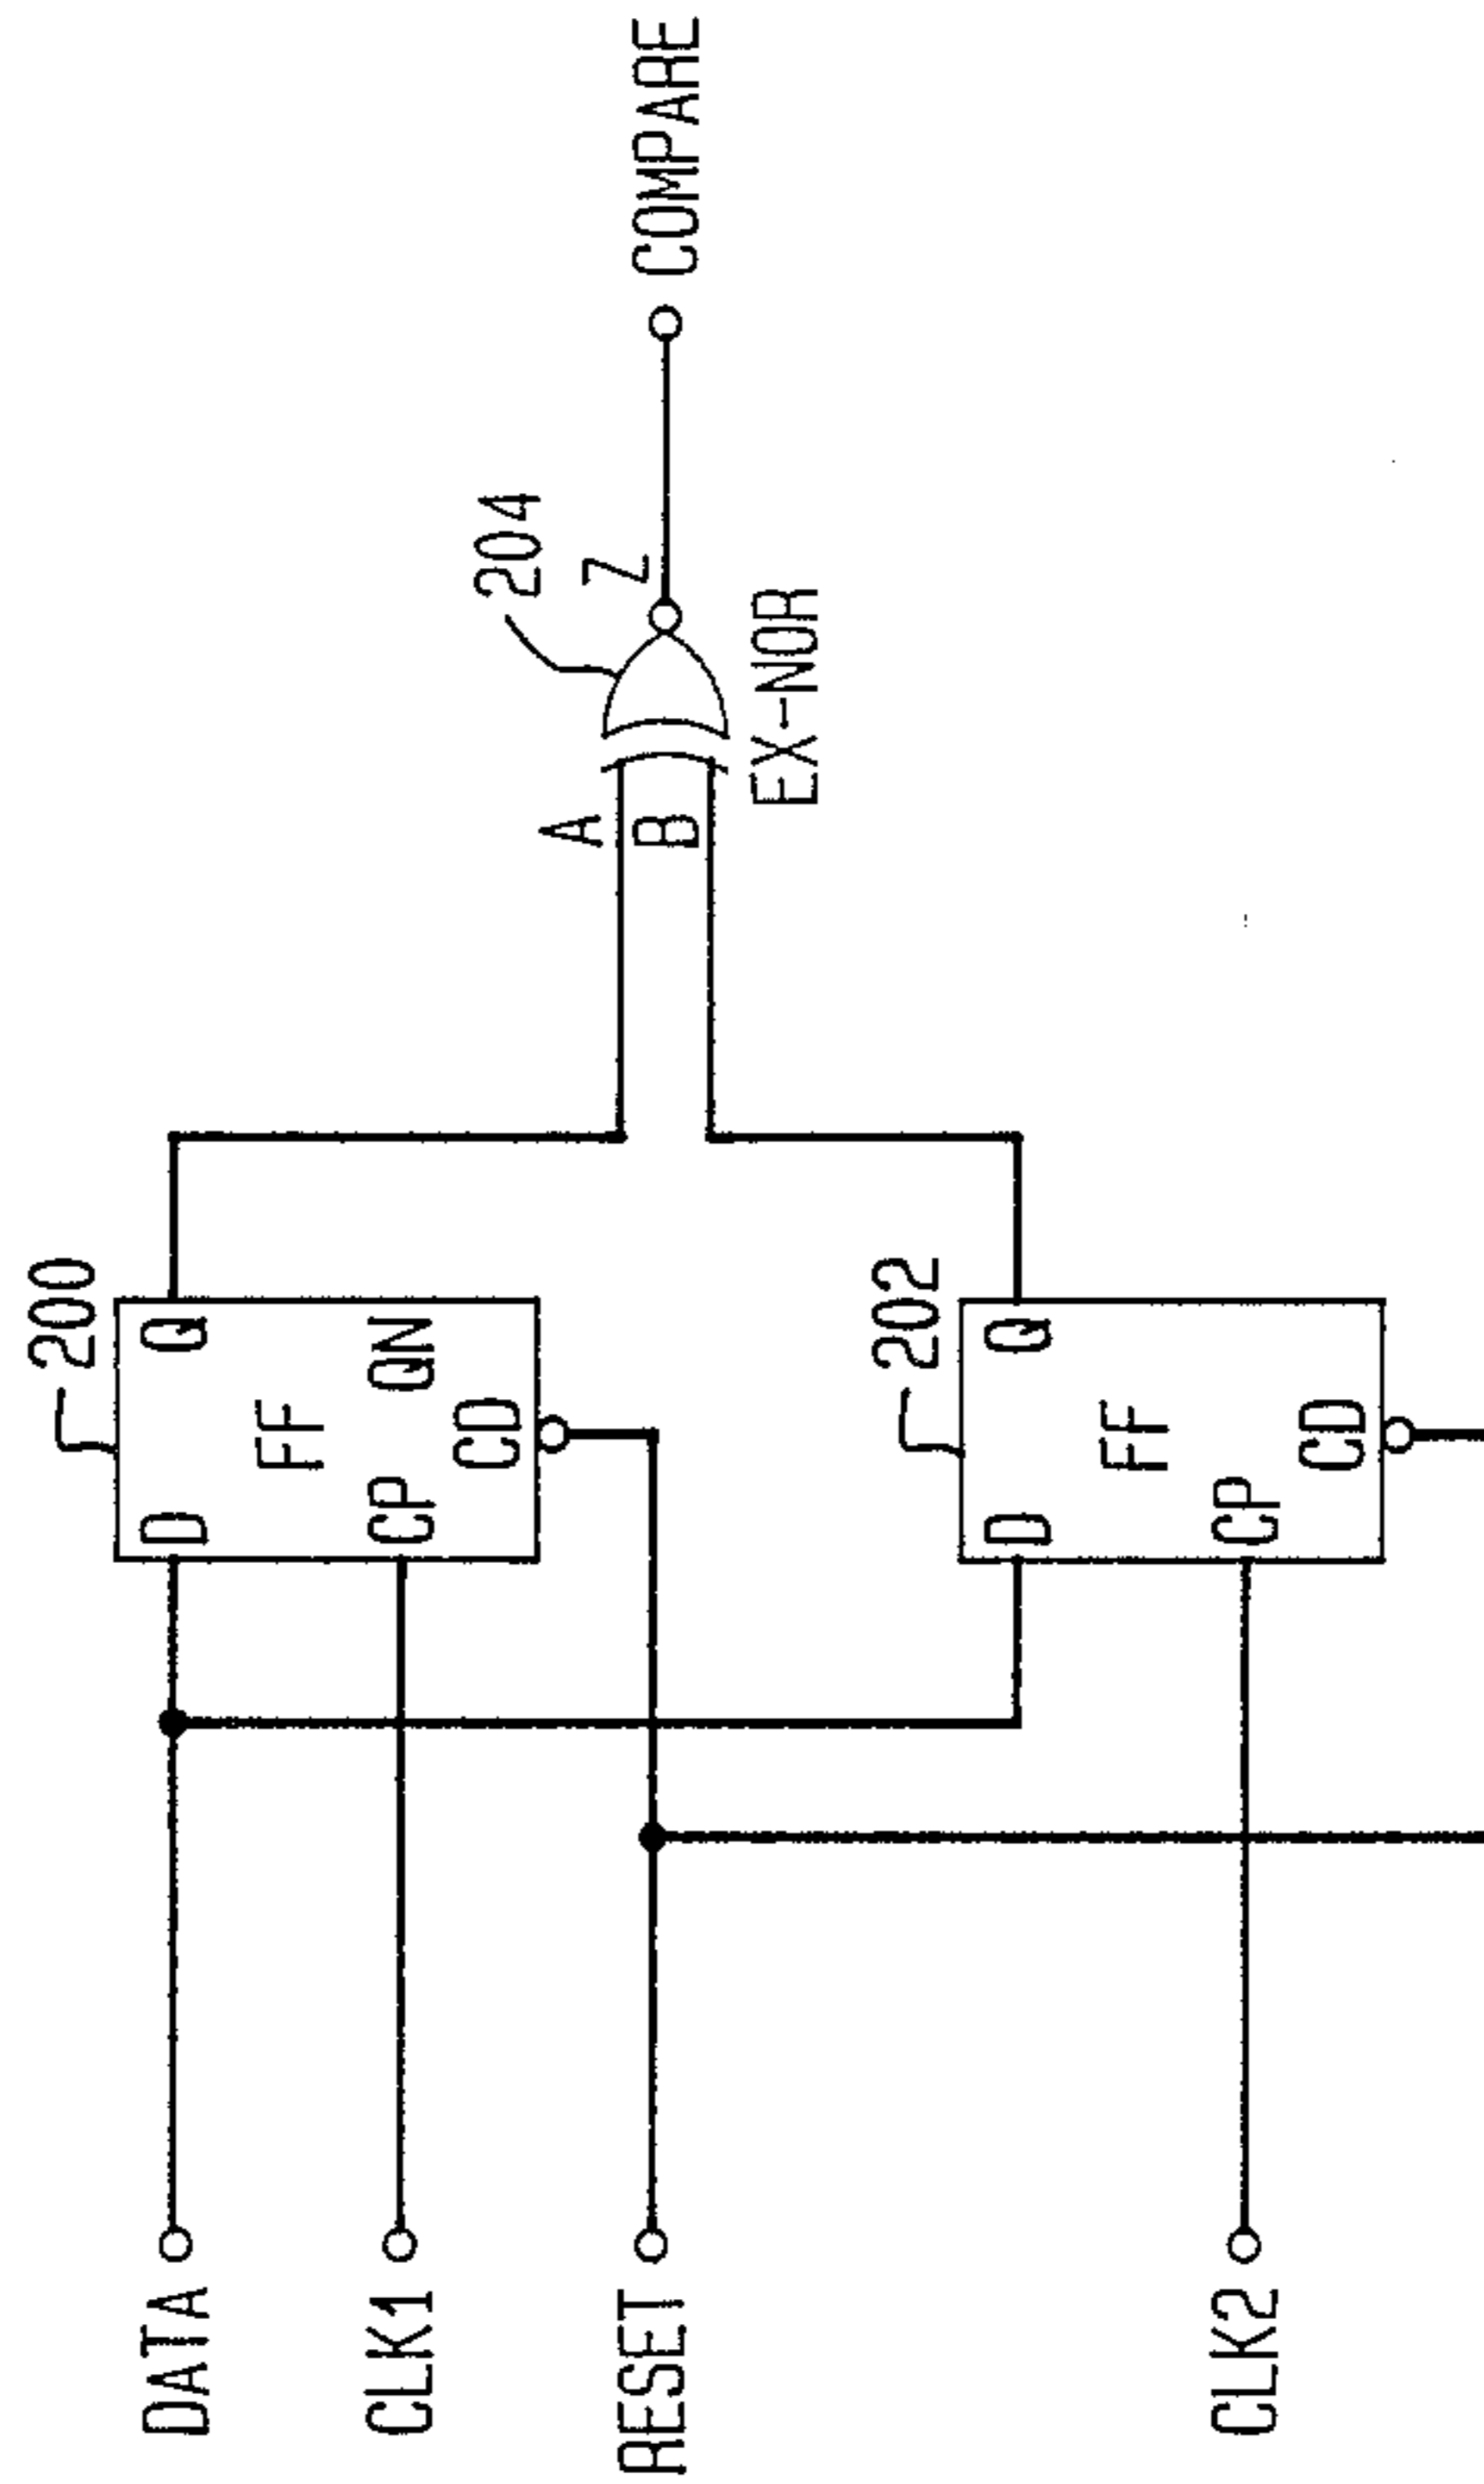 DATA
CLK1
RESET
CLK2
200
D
Q
FF
CP
QN
CD
202
D
Q
FF
CP
CD
A
B
204
Z
EX-NOR
COMPARE